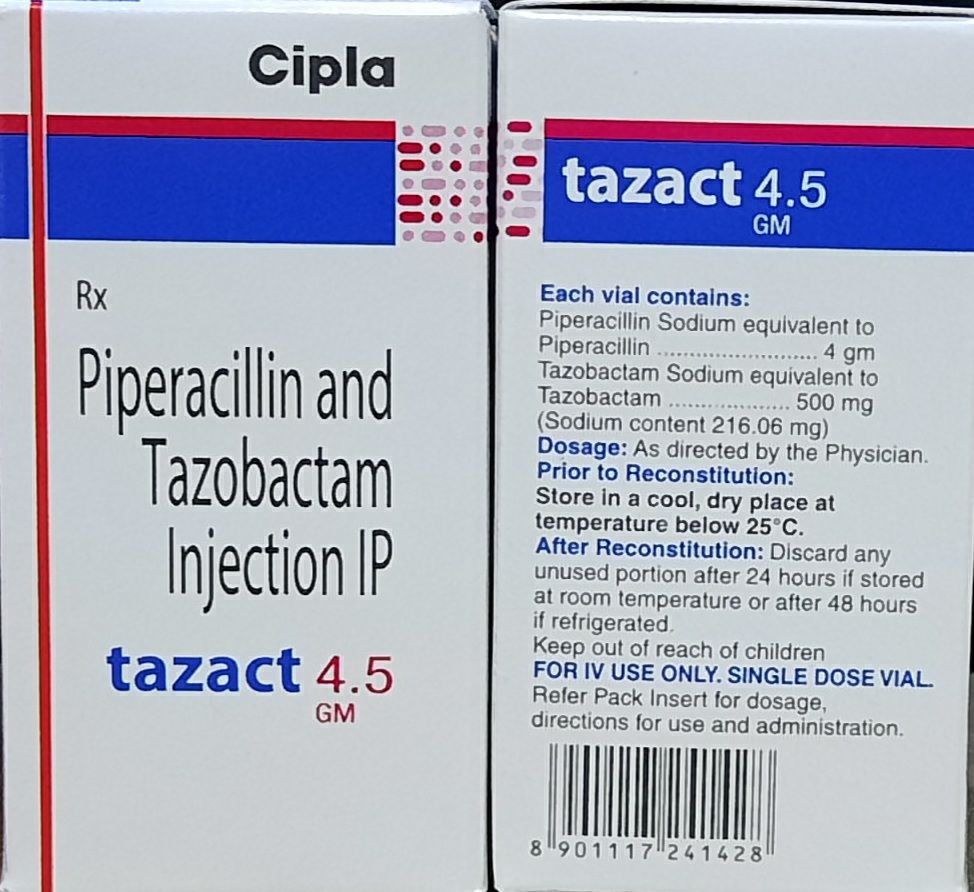 Cipla
Rx
Piperacillin and
Tazobactam
Injection IP
tazact 4.5
GM
tazact 4.5
GM
Each vial contains:
Piperacillin Sodium equivalent to
Piperacillin ......................... 4 gm
Tazobactam Sodium equivalent to
Tazobactam ................... 500 mg
(Sodium content 216.06 mg)
Dosage: As directed by the Physician.
Prior to Reconstitution:
Store in a cool, dry place at
temperature below 25°C.
After Reconstitution: Discard any
unused portion after 24 hours if stored
at room temperature or after 48 hours
if refrigerated.
Keep out of reach of children
FOR IV USE ONLY. SINGLE DOSE VIAL.
Refer Pack Insert for dosage,
directions for use and administration.
8 901117 241428